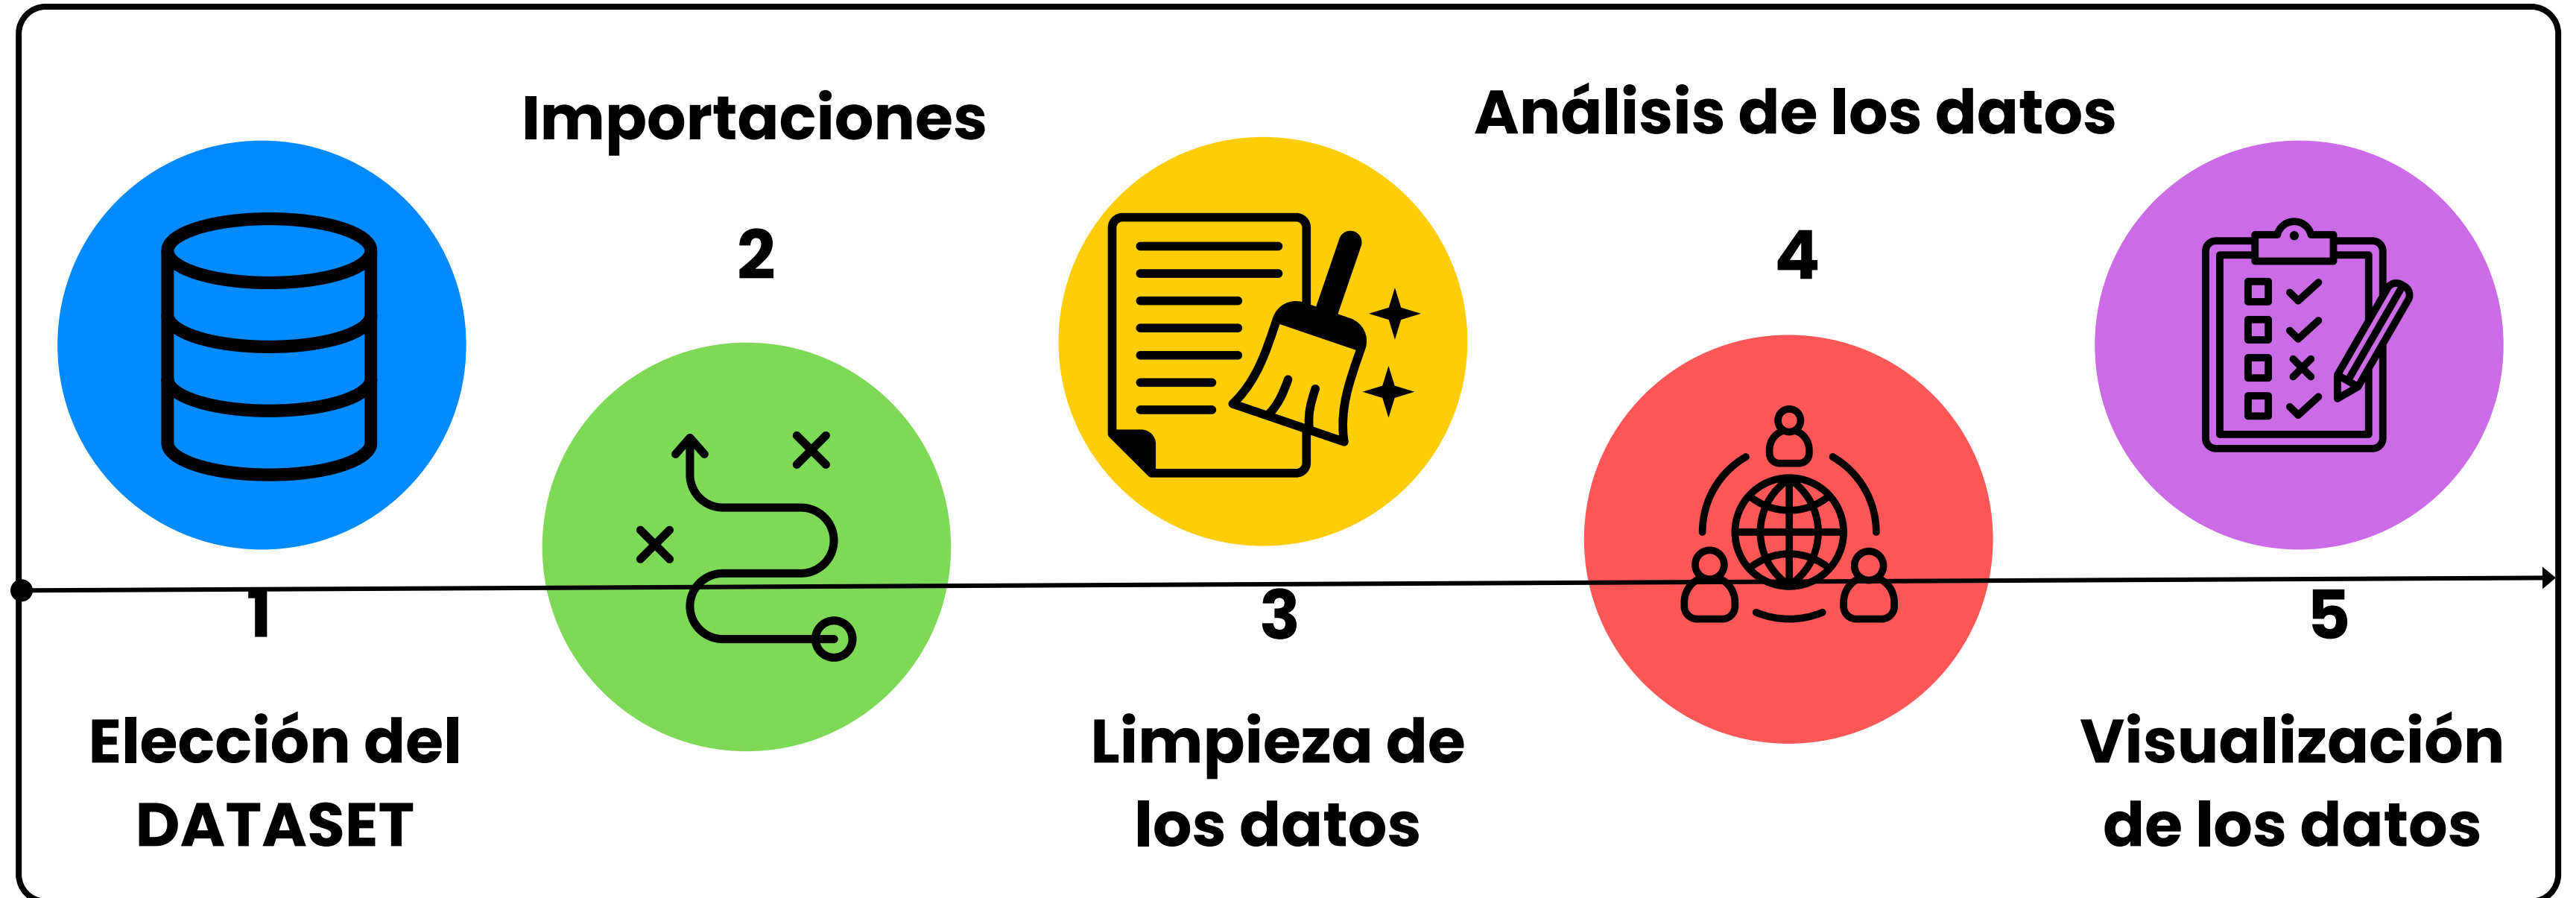 1
Elección del
DATASET
Importaciones
2
3
Limpieza de
los datos
Análisis de los datos
4
5
Visualización
de los datos